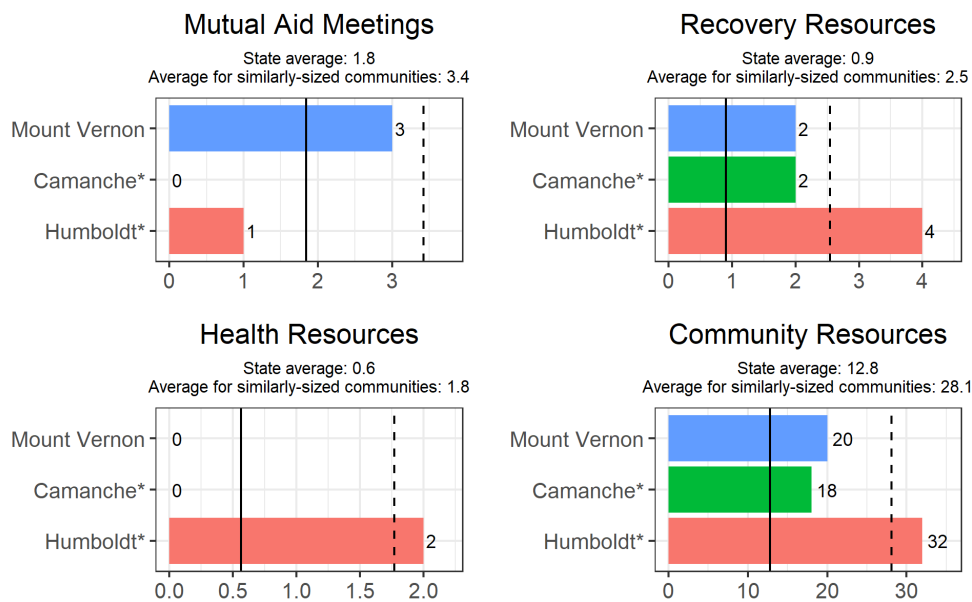 Mutual Aid Meetings
State average: 1.8
Average for similarly-sized communities: 3.4
Mount Vernon
3
Camanche*
0
Humboldt*
1
0 1 2 3
Recovery Resources
State average: 0.9
Average for similarly-sized communities: 2.5
Mount Vernon
2
Camanche*
2
Humboldt*
4
0 1 2 3 4
Health Resources
State average: 0.6
Average for similarly-sized communities: 1.8
Mount Vernon
0
Camanche*
0
Humboldt*
2
0.0 0.5 1.0 1.5 2.0
Community Resources
State average: 12.8
Average for similarly-sized communities: 28.1
Mount Vernon
20
Camanche*
18
Humboldt*
32
0 10 20 30